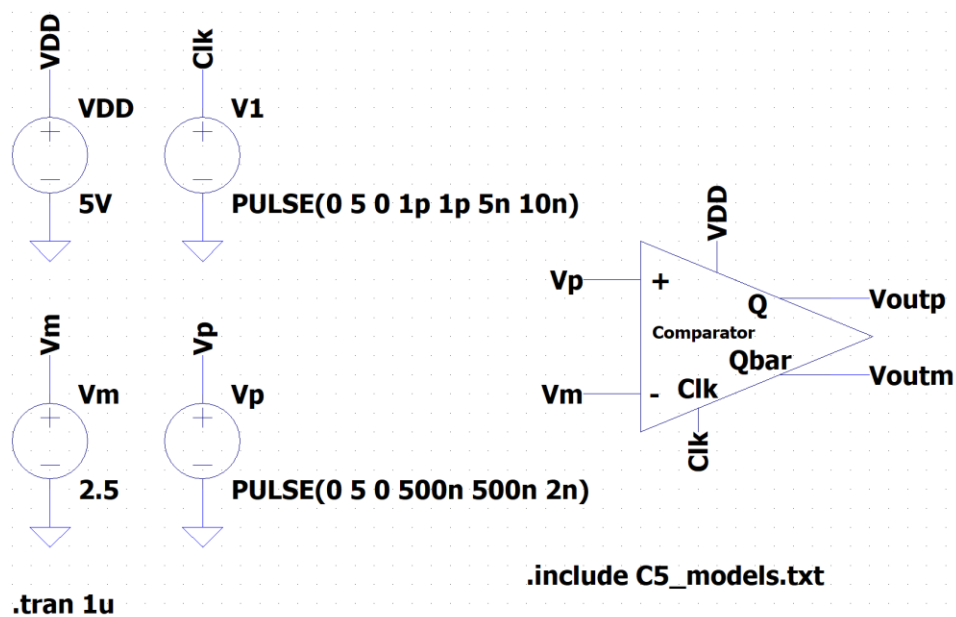 VDD
Clk
VDD
V1
5V
PULSE(0 5 0 1p 1p 5n 10n)
Vm
Vp
Vm
Vp
2.5
PULSE(0 5 0 500n 500n 2n)
.tran 1u
VDD
Vp
+
Q
Voutp
Comparator
Qbar
Voutm
Vm
-
Clk
Clk
.include C5_models.txt